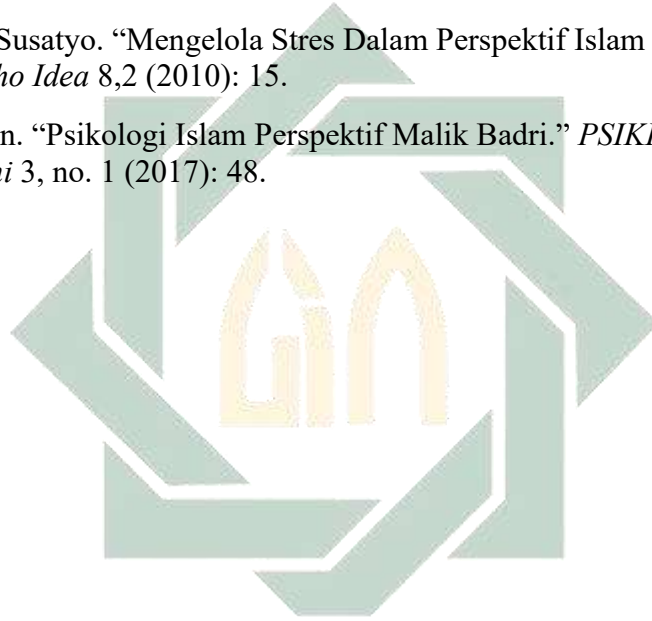 Susatyo. “Mengelola Stres Dalam Perspektif Islam
ho Idea 8,2 (2010): 15.
n. “Psikologi Islam Perspektif Malik Badri.” PSIKI
ni 3, no. 1 (2017): 48.
UIN